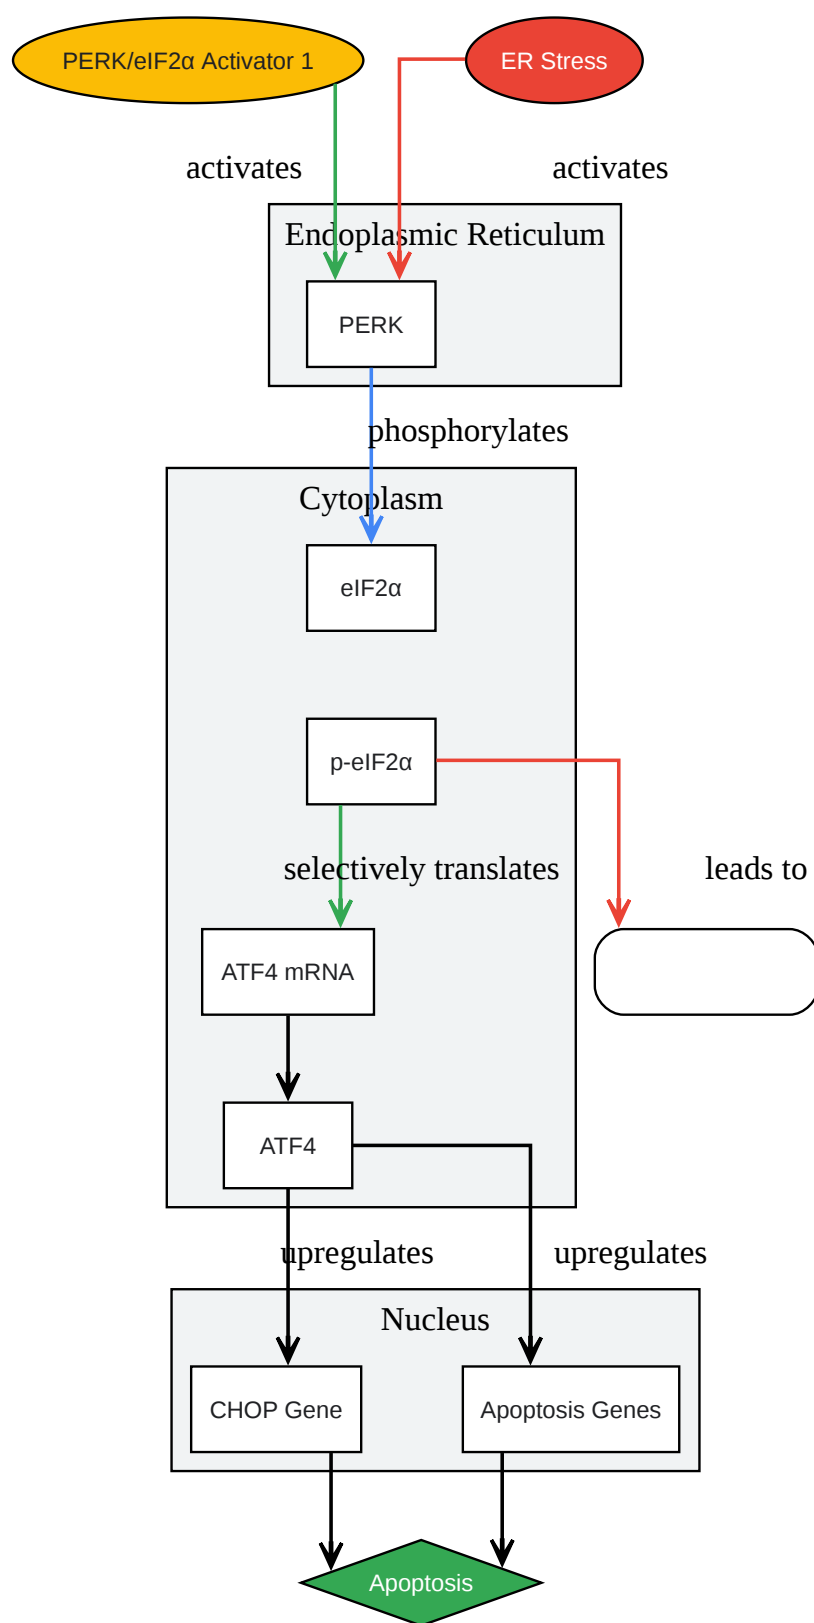 PERK/eIF2α Activator 1
ER Stress
activates
activates
Endoplasmic Reticulum
PERK
phosphorylates
Cytoplasm
eIF2α
p-eIF2α
selectively translates
leads to
ATF4 mRNA
ATF4
upregulates
upregulates
Nucleus
CHOP Gene
Apoptosis Genes
Apoptosis